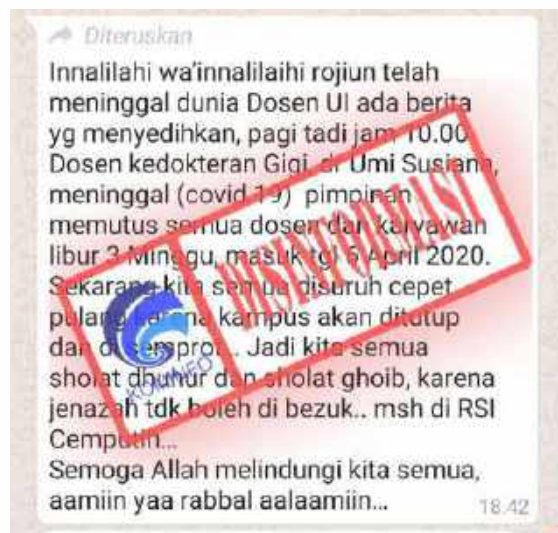 Diteruskan
Innalilahi wa'innalilaihi rojiun telah
meninggal dunia Dosen UI ada berita
yg menyedihkan, pagi tadi jam 10.00
Dosen kedokteran Gigi, dr Umi Susiana,
meninggal (covid 19) pimpinan
memutus semua dosen dan karyawan
libur 3 Minggu, masuk tgl 6 April 2020.
Sekarang kita semua disuruh cepet
pulang karena kampus akan ditutup
dan di sempro... Jadi kita semua
sholat dhuhur dan sholat ghoib, karena
jenazah tdk boleh di bezuk.. msh di RSI
Cemputih...
Semoga Allah melindungi kita semua,
aamiin yaa rabbal aalaamiin...
18.42
DISINFORMASI
KOMINFO